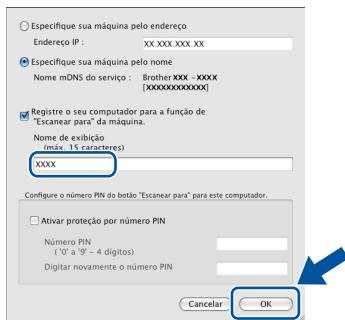 Especifique sua máquina pelo endereço
Endereço IP : XX.XXX.XXX.XX
Especifique sua máquina pelo nome
Nome mDNS do serviço : Brother XXX – XXXX
[XXXXXXXXXXXX]
Registre o seu computador para a função de
"Escanear para" da máquina.
Nome de exibição
(máx. 15 caracteres)
XXXX
Configure o número PIN do botão "Escanear para" para este computador.
Ativar proteção por número PIN
Número PIN
( '0' a '9' – 4 dígitos)
Digitar novamente o número PIN
Cancelar OK